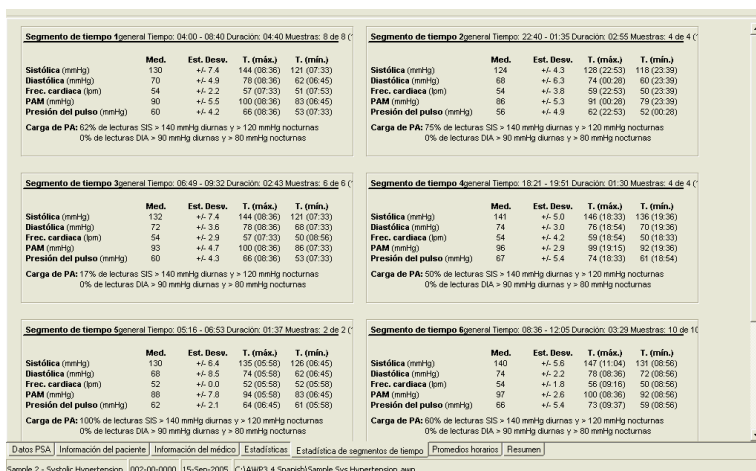 Segmento de tiempo 1general Tiempo: 04:00 - 08:40 Duración: 04:40 Muestras: 8 de 8 (
Med. Est. Desv. T. (máx.) T. (mín.)
Sistólica (mmHg) 130 +/- 7.4 144 (08:36) 121 (07:33)
Diastólica (mmHg) 70 +/- 4.9 78 (08:36) 62 (06:45)
Frec. cardiaca (lpm) 54 +/- 2.2 57 (07:33) 51 (07:53)
PAM (mmHg) 90 +/- 5.5 100 (08:36) 83 (06:45)
Presión del pulso (mmHg) 60 +/- 4.2 66 (08:36) 53 (07:33)
Carga de PA: 62% de lecturas SIS > 140 mmHg diurnas y > 120 mmHg nocturnas
0% de lecturas DIA > 90 mmHg diurnas y > 80 mmHg nocturnas
Segmento de tiempo 2general Tiempo: 22:40 - 01:35 Duración: 02:55 Muestras: 4 de 4 (
Med. Est. Desv. T. (máx.) T. (mín.)
Sistólica (mmHg) 124 +/- 4.3 128 (22:53) 118 (23:39)
Diastólica (mmHg) 68 +/- 6.3 74 (00:28) 60 (23:39)
Frec. cardiaca (lpm) 54 +/- 3.8 59 (22:53) 50 (23:39)
PAM (mmHg) 86 +/- 5.3 91 (00:28) 79 (23:39)
Presión del pulso (mmHg) 56 +/- 4.9 62 (22:53) 52 (00:28)
Carga de PA: 75% de lecturas SIS > 140 mmHg diurnas y > 120 mmHg nocturnas
0% de lecturas DIA > 90 mmHg diurnas y > 80 mmHg nocturnas
Segmento de tiempo 3general Tiempo: 06:49 - 09:32 Duración: 02:43 Muestras: 6 de 6 (
Med. Est. Desv. T. (máx.) T. (mín.)
Sistólica (mmHg) 132 +/- 7.4 144 (08:36) 121 (07:33)
Diastólica (mmHg) 72 +/- 3.6 78 (08:36) 68 (07:33)
Frec. cardiaca (lpm) 54 +/- 2.9 57 (07:33) 50 (08:56)
PAM (mmHg) 93 +/- 4.7 100 (08:36) 86 (07:33)
Presión del pulso (mmHg) 60 +/- 4.3 66 (08:36) 53 (07:33)
Carga de PA: 17% de lecturas SIS > 140 mmHg diurnas y > 120 mmHg nocturnas
0% de lecturas DIA > 90 mmHg diurnas y > 80 mmHg nocturnas
Segmento de tiempo 4general Tiempo: 18:21 - 19:51 Duración: 01:30 Muestras: 4 de 4 (
Med. Est. Desv. T. (máx.) T. (mín.)
Sistólica (mmHg) 141 +/- 5.0 146 (18:33) 136 (19:36)
Diastólica (mmHg) 74 +/- 3.0 76 (18:54) 70 (19:36)
Frec. cardiaca (lpm) 54 +/- 4.2 59 (18:54) 50 (18:33)
PAM (mmHg) 96 +/- 2.9 99 (19:15) 92 (19:36)
Presión del pulso (mmHg) 67 +/- 5.4 74 (18:33) 61 (18:54)
Carga de PA: 50% de lecturas SIS > 140 mmHg diurnas y > 120 mmHg nocturnas
0% de lecturas DIA > 90 mmHg diurnas y > 80 mmHg nocturnas
Segmento de tiempo 5general Tiempo: 05:16 - 06:53 Duración: 01:37 Muestras: 2 de 2 (
Med. Est. Desv. T. (máx.) T. (mín.)
Sistólica (mmHg) 130 +/- 6.4 135 (05:58) 126 (06:45)
Diastólica (mmHg) 68 +/- 8.5 74 (05:58) 62 (06:45)
Frec. cardiaca (lpm) 52 +/- 0.0 52 (05:58) 52 (05:58)
PAM (mmHg) 88 +/- 7.8 94 (05:58) 83 (06:45)
Presión del pulso (mmHg) 62 +/- 2.1 64 (06:45) 61 (05:58)
Carga de PA: 100% de lecturas SIS > 140 mmHg diurnas y > 120 mmHg nocturnas
0% de lecturas DIA > 90 mmHg diurnas y > 80 mmHg nocturnas
Segmento de tiempo 6general Tiempo: 08:36 - 12:05 Duración: 03:29 Muestras: 10 de 10
Med. Est. Desv. T. (máx.) T. (mín.)
Sistólica (mmHg) 140 +/- 5.6 147 (11:04) 131 (08:56)
Diastólica (mmHg) 74 +/- 2.2 78 (08:36) 72 (08:56)
Frec. cardiaca (lpm) 54 +/- 1.8 56 (09:16) 50 (08:56)
PAM (mmHg) 97 +/- 2.6 100 (08:36) 92 (08:56)
Presión del pulso (mmHg) 66 +/- 5.4 73 (09:37) 59 (08:56)
Carga de PA: 60% de lecturas SIS > 140 mmHg diurnas y > 120 mmHg nocturnas
0% de lecturas DIA > 90 mmHg diurnas y > 80 mmHg nocturnas
Datos PSA Información del paciente Información del médico Estadísticas Estadística de segmentos de tiempo Promedios horarios Resumen
Sample 2 - Systolic Hypertension 002-00-0000 15-Sep-2005 C:\AWP3_4 Spanish\Sample Sys Hypertension.awp